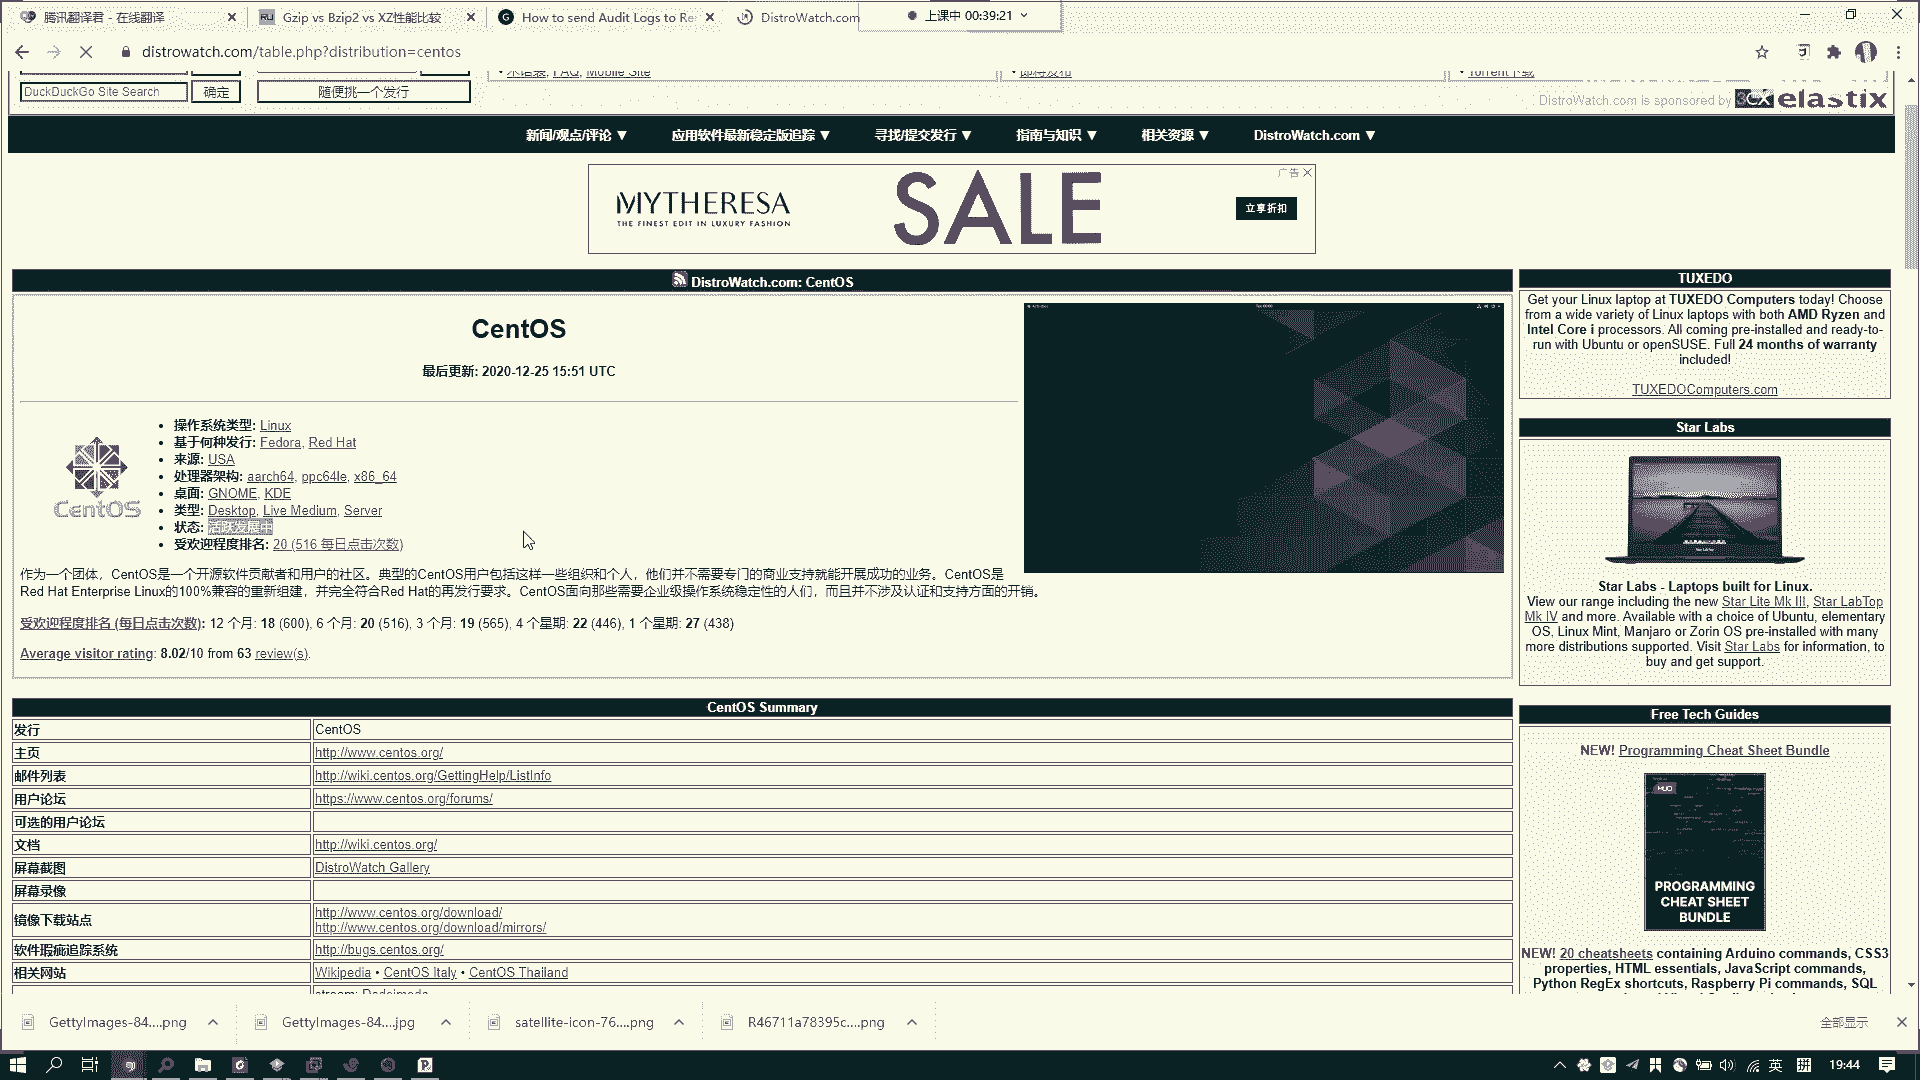 腾讯翻译君 - 在线翻译
Gzip vs Bzip2 vs XZ性能比较
How to send Audit Logs to Re
DistroWatch.com
上课中 00:39:21
distrowatch.com/table.php?distribution=centos
术语表, FAQ, Mobile Site
即将发布
Torrent下载
DuckDuckGo Site Search
确定
随便挑一个发行
DistroWatch.com is sponsored by 3CX elastix
新闻/观点/评论 ▼
应用软件最新稳定版追踪 ▼
寻找/提交发行 ▼
指南与知识 ▼
相关资源 ▼
DistroWatch.com ▼
广告
MYTHERESA
THE FINEST EDIT IN LUXURY FASHION
SALE
立享折扣
DistroWatch.com: CentOS
CentOS
最后更新: 2020-12-25 15:51 UTC
CentOS
• 操作系统类型: Linux
• 基于何种发行: Fedora, Red Hat
• 来源: USA
• 处理器架构: aarch64, ppc64le, x86_64
• 桌面: GNOME, KDE
• 类型: Desktop, Live Medium, Server
• 状态: 活跃发展中
• 受欢迎程度排名: 20 (516 每日点击次数)
作为一个团体，CentOS是一个开源软件贡献者和用户的社区。典型的CentOS用户包括这样一些组织和个人，他们并不需要专门的商业支持就能开展成功的业务。CentOS是
Red Hat Enterprise Linux的100%兼容的重新组建，并完全符合Red Hat的再发行要求。CentOS面向那些需要企业级操作系统稳定性的人们，而且并不涉及认证和支持方面的开销。
受欢迎程度排名 (每日点击次数): 12 个月: 18 (600), 6 个月: 20 (516), 3 个月: 19 (565), 4 个星期: 22 (446), 1 个星期: 27 (438)
Average visitor rating: 8.02/10 from 63 review(s).
CentOS Summary
发行 CentOS
主页 http://www.centos.org/
邮件列表 http://wiki.centos.org/GettingHelp/ListInfo
用户论坛 https://www.centos.org/forums/
可选的用户论坛
文档 http://wiki.centos.org/
屏幕截图 DistroWatch Gallery
屏幕录像
镜像下载站点 http://www.centos.org/download/
http://www.centos.org/download/mirrors/
软件瑕疵追踪系统 http://bugs.centos.org/
相关网站 Wikipedia • CentOS Italy • CentOS Thailand
TUXEDO
Get your Linux laptop at TUXEDO Computers today! Choose
from a wide variety of Linux laptops with both AMD Ryzen and
Intel Core i processors. All coming pre-installed and ready-to-
run with Ubuntu or openSUSE. Full 24 months of warranty
included!
TUXEDOComputers.com
Star Labs
Star Labs - Laptops built for Linux.
View our range including the new Star Lite Mk III, Star LabTop
Mk IV and more. Available with a choice of Ubuntu, elementary
OS, Linux Mint, Manjaro or Zorin OS pre-installed with many
more distributions supported. Visit Star Labs for information, to
buy and get support.
Free Tech Guides
NEW! Programming Cheat Sheet Bundle
MUO
PROGRAMMING
CHEAT SHEET
BUNDLE
NEW! 20 cheatsheets containing Arduino commands, CSS3
properties, HTML essentials, JavaScript commands,
Python RegEx shortcuts, Raspberry Pi commands, SQL
GettyImages-84....png
GettyImages-84....jpg
satellite-icon-76....png
R46711a78395c....png
全部显示
英
拼
19:44